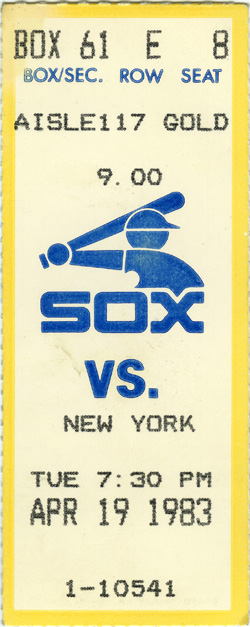 BOX 61 E 8
BOX/SEC. ROW SEAT
AISLE117 GOLD
9.00
SOX
VS.
NEW YORK
TUE 7:30 PM
APR 19 1983
1-10541